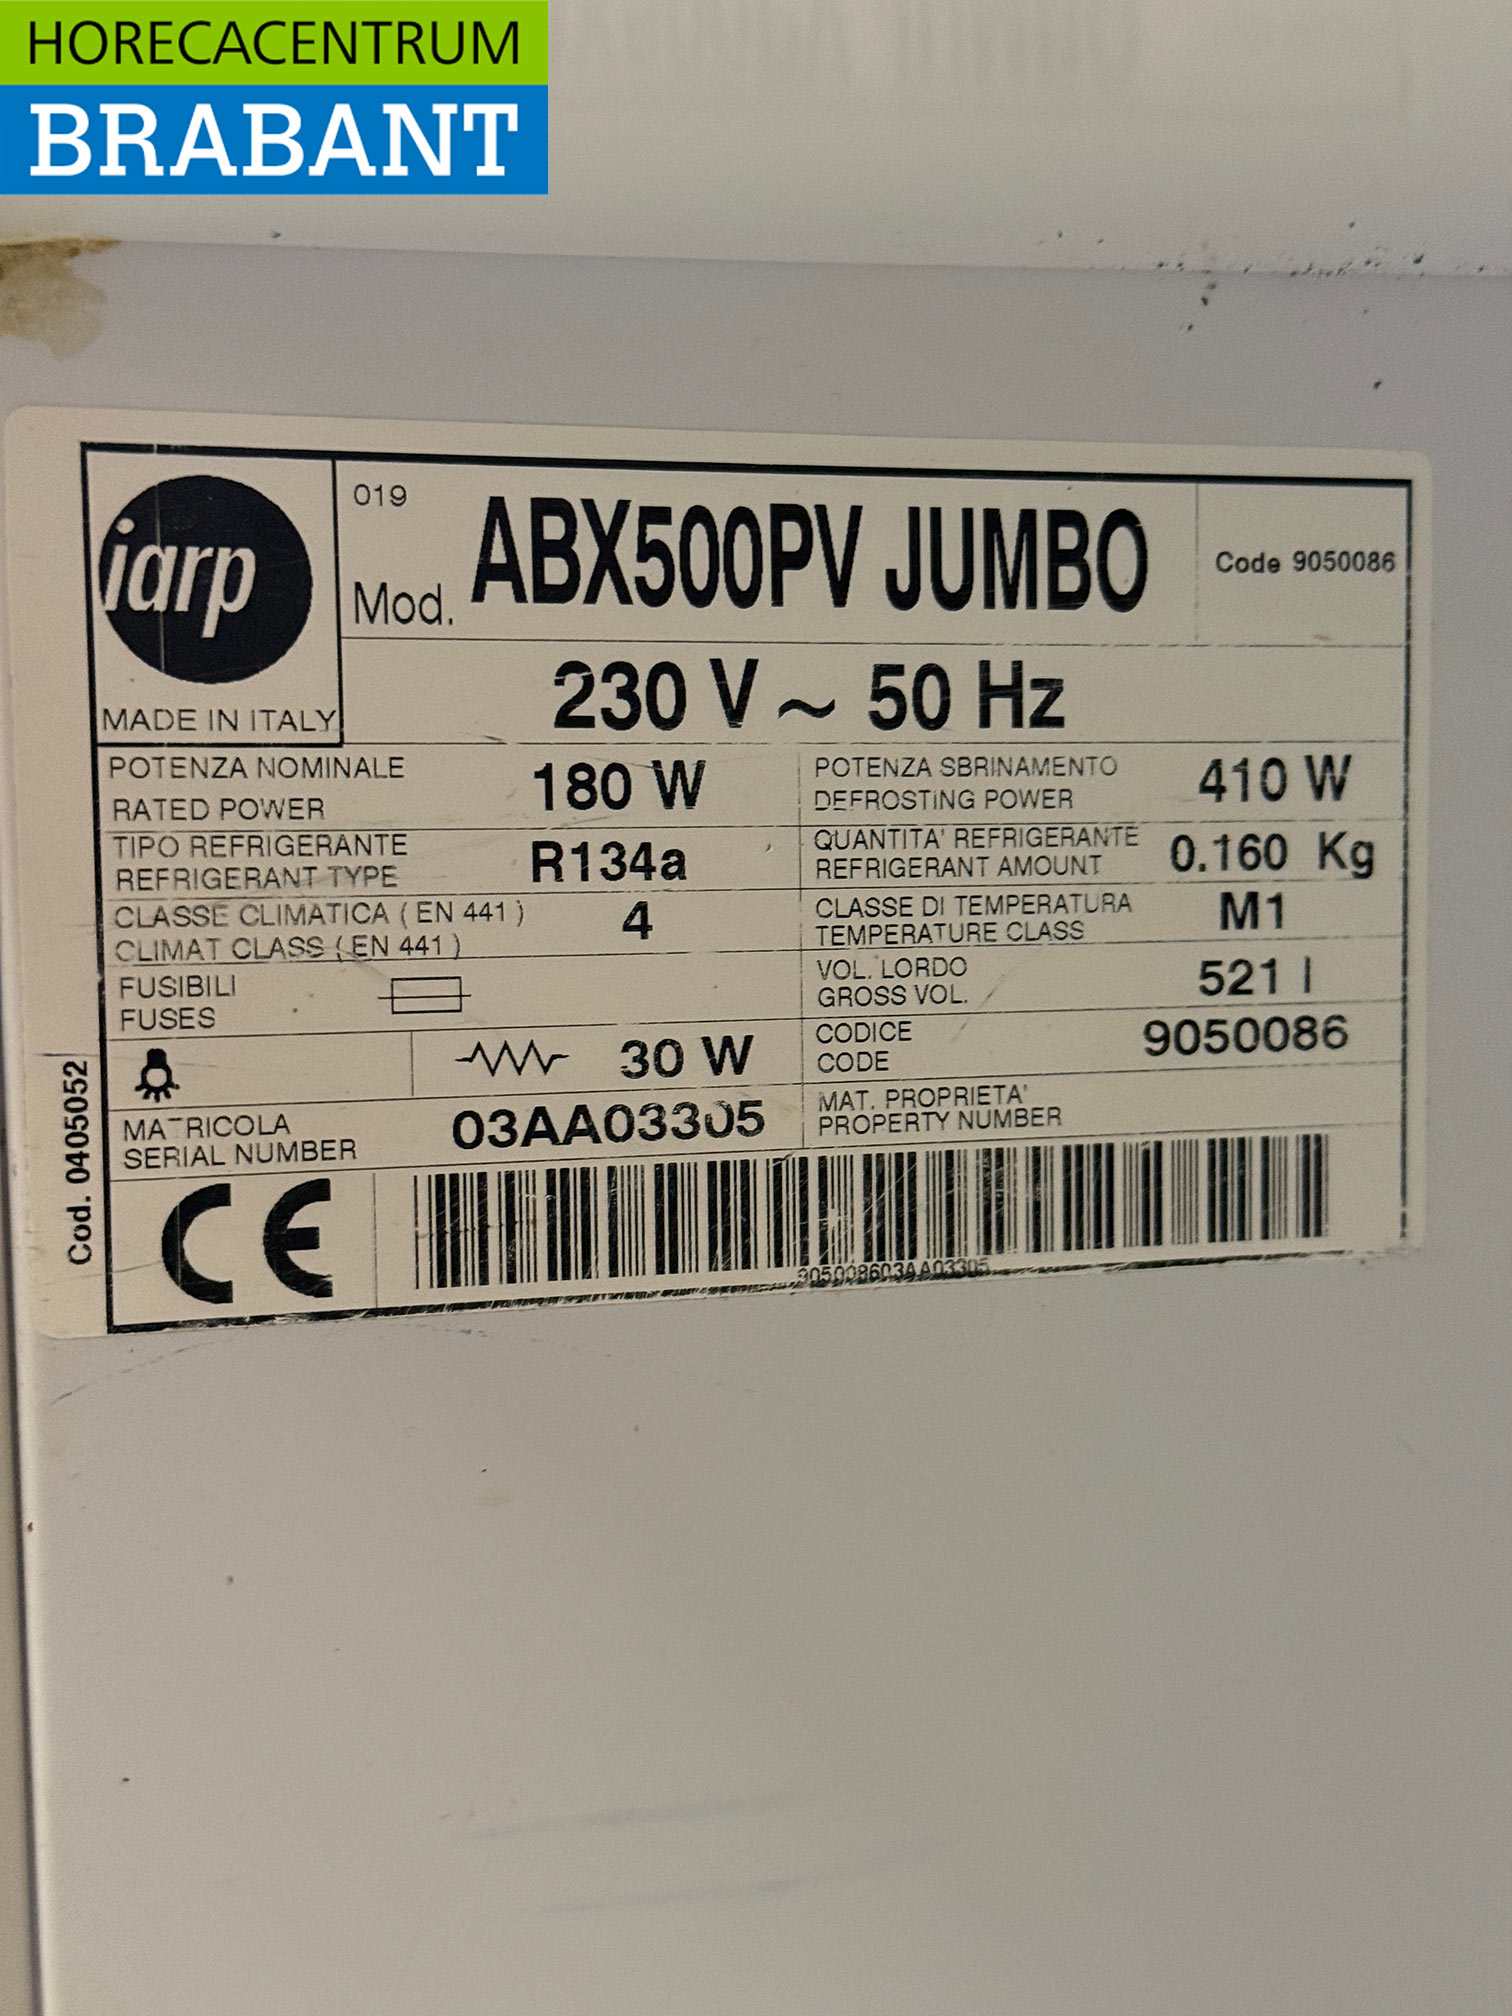 HORECACENTRUM
BRABANT
iarp
MADE IN ITALY
019
Mod. ABX500PV JUMBO
Code 9050086
230 V ~ 50 Hz
POTENZA NOMINALE
RATED POWER
180 W
POTENZA SBRINAMENTO
DEFROSTING POWER
410 W
TIPO REFRIGERANTE
REFRIGERANT TYPE
R134a
QUANTITA' REFRIGERANTE
REFRIGERANT AMOUNT
0.160 Kg
CLASSE CLIMATICA ( EN 441 )
CLIMAT CLASS ( EN 441 )
4
CLASSE DI TEMPERATURA
TEMPERATURE CLASS
M1
FUSIBILI
FUSES
VOL. LORDO
GROSS VOL.
521 l
30 W
CODICE
CODE
9050086
MATRICOLA
SERIAL NUMBER
03AA03305
MAT. PROPRIETA'
PROPERTY NUMBER
CE
905008603AA03305
Cod. 0405052